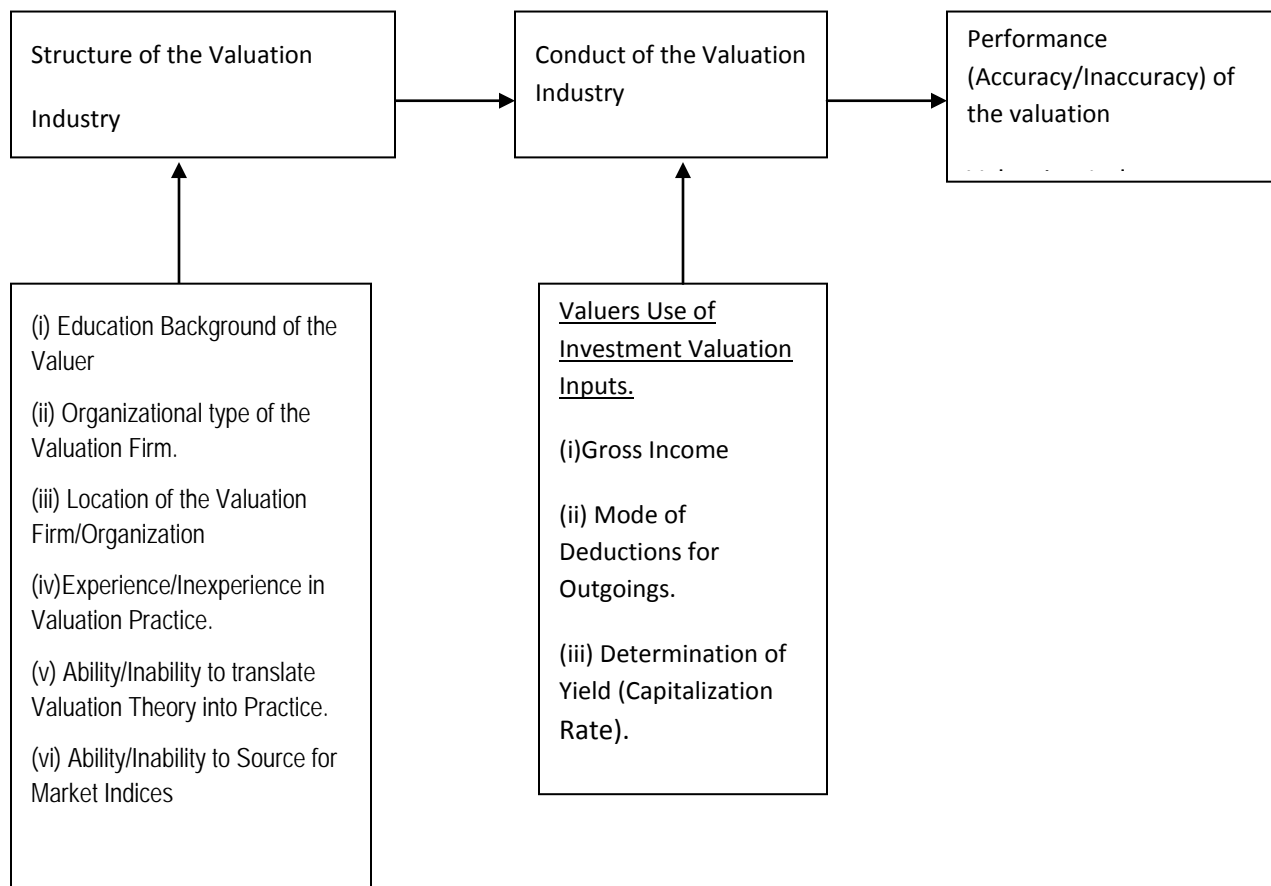 Structure of the Valuation
Industry
Conduct of the Valuation
Industry
Performance
(Accuracy/Inaccuracy) of
the valuation
(i) Education Background of the
Valuer
(ii) Organizational type of the
Valuation Firm.
(iii) Location of the Valuation
Firm/Organization
(iv)Experience/Inexperience in
Valuation Practice.
(v) Ability/Inability to translate
Valuation Theory into Practice.
(vi) Ability/Inability to Source for
Market Indices
Valuers Use of
Investment Valuation
Inputs.
(i)Gross Income
(ii) Mode of
Deductions for
Outgoings.
(iii) Determination of
Yield (Capitalization
Rate).